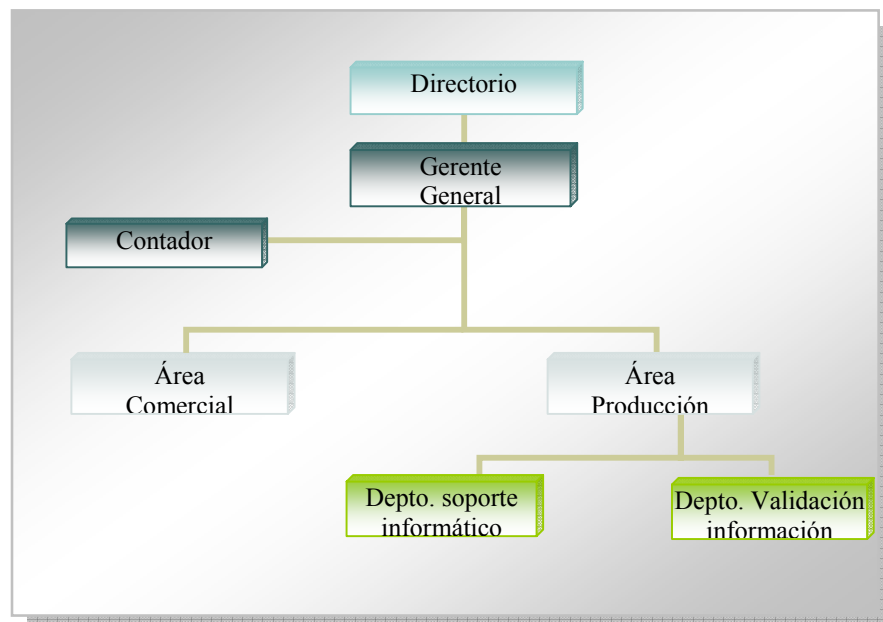 Directorio
Gerente
General
Contador
Área
Comercial
Área
Producción
Depto. soporte
informático
Depto. Validación
información